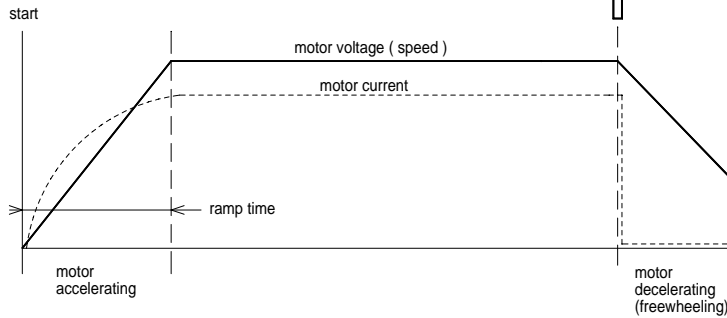 start
motor voltage ( speed )
motor current
ramp time
motor
accelerating
motor
decelerating
(freewheeling)